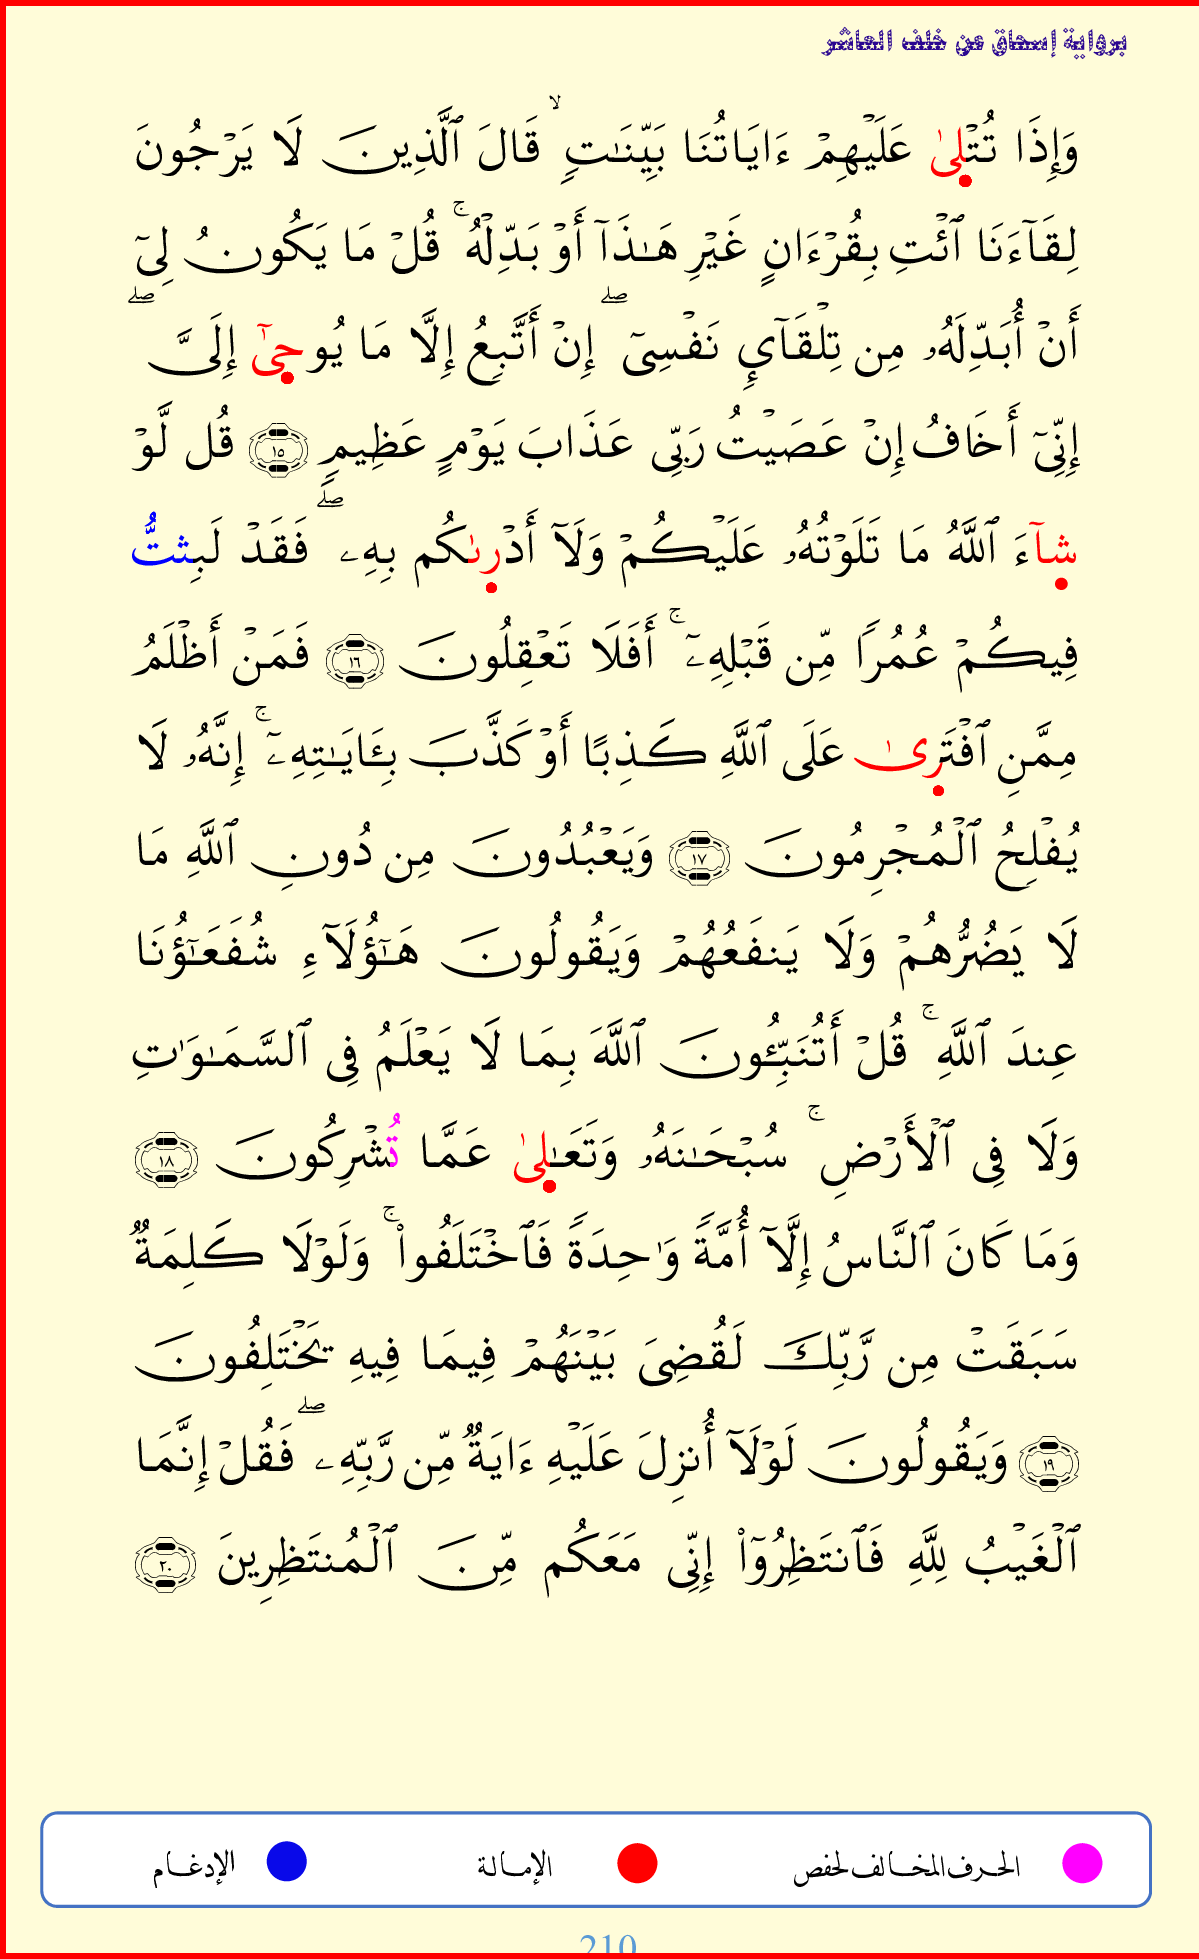 برواية إسحاق عن خلف العاشر
وَإِذَا تُتۡلَىٰ عَلَيۡهِمۡ ءَايَاتُنَا بَيِّنَٰتٖ ۙ قَالَ ٱلَّذِينَ لَا يَرۡجُونَ
لِقَآءَنَا ٱئۡتِ بِقُرۡءَانٍ غَيۡرِ هَٰذَآ أَوۡ بَدِّلۡهُ ۚ قُلۡ مَا يَكُونُ لِيٓ
أَنۡ أُبَدِّلَهُۥ مِن تِلۡقَآيِٕ نَفۡسِيٓ ۖ إِنۡ أَتَّبِعُ إِلَّا مَا يُوحِىٰٓ إِلَىَّ ۖ
إِنِّيٓ أَخَافُ إِنۡ عَصَيۡتُ رَبِّي عَذَابَ يَوۡمٍ عَظِيمٖ ١٥ قُل لَّوۡ
شَآءَ ٱللَّهُ مَا تَلَوۡتُهُۥ عَلَيۡكُمۡ وَلَآ أَدۡرِىٰكُم بِهِۦ ۖ فَقَدۡ لَبِثتُّ
فِيكُمۡ عُمُرٗا مِّن قَبۡلِهِۦٓ ۚ أَفَلَا تَعۡقِلُونَ ١٦ فَمَنۡ أَظۡلَمُ
مِمَّنِ ٱفۡتَرِىٰ عَلَى ٱللَّهِ كَذِبًا أَوۡ كَذَّبَ بِـَٔايَٰتِهِۦٓ ۚ إِنَّهُۥ لَا
يُفۡلِحُ ٱلۡمُجۡرِمُونَ ١٧ وَيَعۡبُدُونَ مِن دُونِ ٱللَّهِ مَا
لَا يَضُرُّهُمۡ وَلَا يَنفَعُهُمۡ وَيَقُولُونَ هَٰٓؤُلَآءِ شُفَعَٰٓؤُنَا
عِندَ ٱللَّهِ ۚ قُلۡ أَتُنَبِّـُٔونَ ٱللَّهَ بِمَا لَا يَعۡلَمُ فِي ٱلسَّمَٰوَٰتِ
وَلَا فِي ٱلۡأَرۡضِ ۚ سُبۡحَٰنَهُۥ وَتَعَٰلِىٰ عَمَّا تُشۡرِكُونَ ١٨
وَمَا كَانَ ٱلنَّاسُ إِلَّآ أُمَّةٗ وَٰحِدَةٗ فَٱخۡتَلَفُواْ ۚ وَلَوۡلَا كَلِمَةٞ
سَبَقَتۡ مِن رَّبِّكَ لَقُضِيَ بَيۡنَهُمۡ فِيمَا فِيهِ يَخۡتَلِفُونَ
١٩ وَيَقُولُونَ لَوۡلَآ أُنزِلَ عَلَيۡهِ ءَايَةٞ مِّن رَّبِّهِۦ ۖ فَقُلۡ إِنَّمَا
ٱلۡغَيۡبُ لِلَّهِ فَٱنتَظِرُوٓاْ إِنِّي مَعَكُم مِّنَ ٱلۡمُنتَظِرِينَ ٢٠
الحرف المخالف لحفص الإمالة الإدغام
210